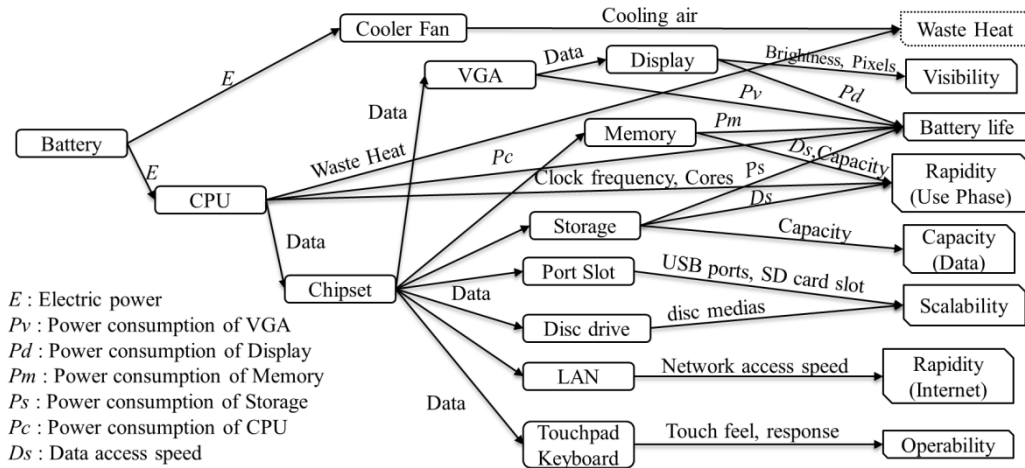 Cooler Fan
Cooling air
Waste Heat
E
VGA
Data
Display
Brightness, Pixels
Visibility
Data
Pv
Pd
Battery
Memory
Pm
Battery life
Waste Heat
Pc
Ds,Capacity
E
CPU
Clock frequency, Cores
Ps
Rapidity
(Use Phase)
Ds
Data
Storage
Capacity
Capacity
(Data)
Chipset
Port Slot
USB ports, SD card slot
Data
Scalability
Disc drive
disc medias
LAN
Network access speed
Rapidity
(Internet)
Data
Touchpad
Keyboard
Touch feel, response
Operability
E : Electric power
Pv : Power consumption of VGA
Pd : Power consumption of Display
Pm : Power consumption of Memory
Ps : Power consumption of Storage
Pc : Power consumption of CPU
Ds : Data access speed